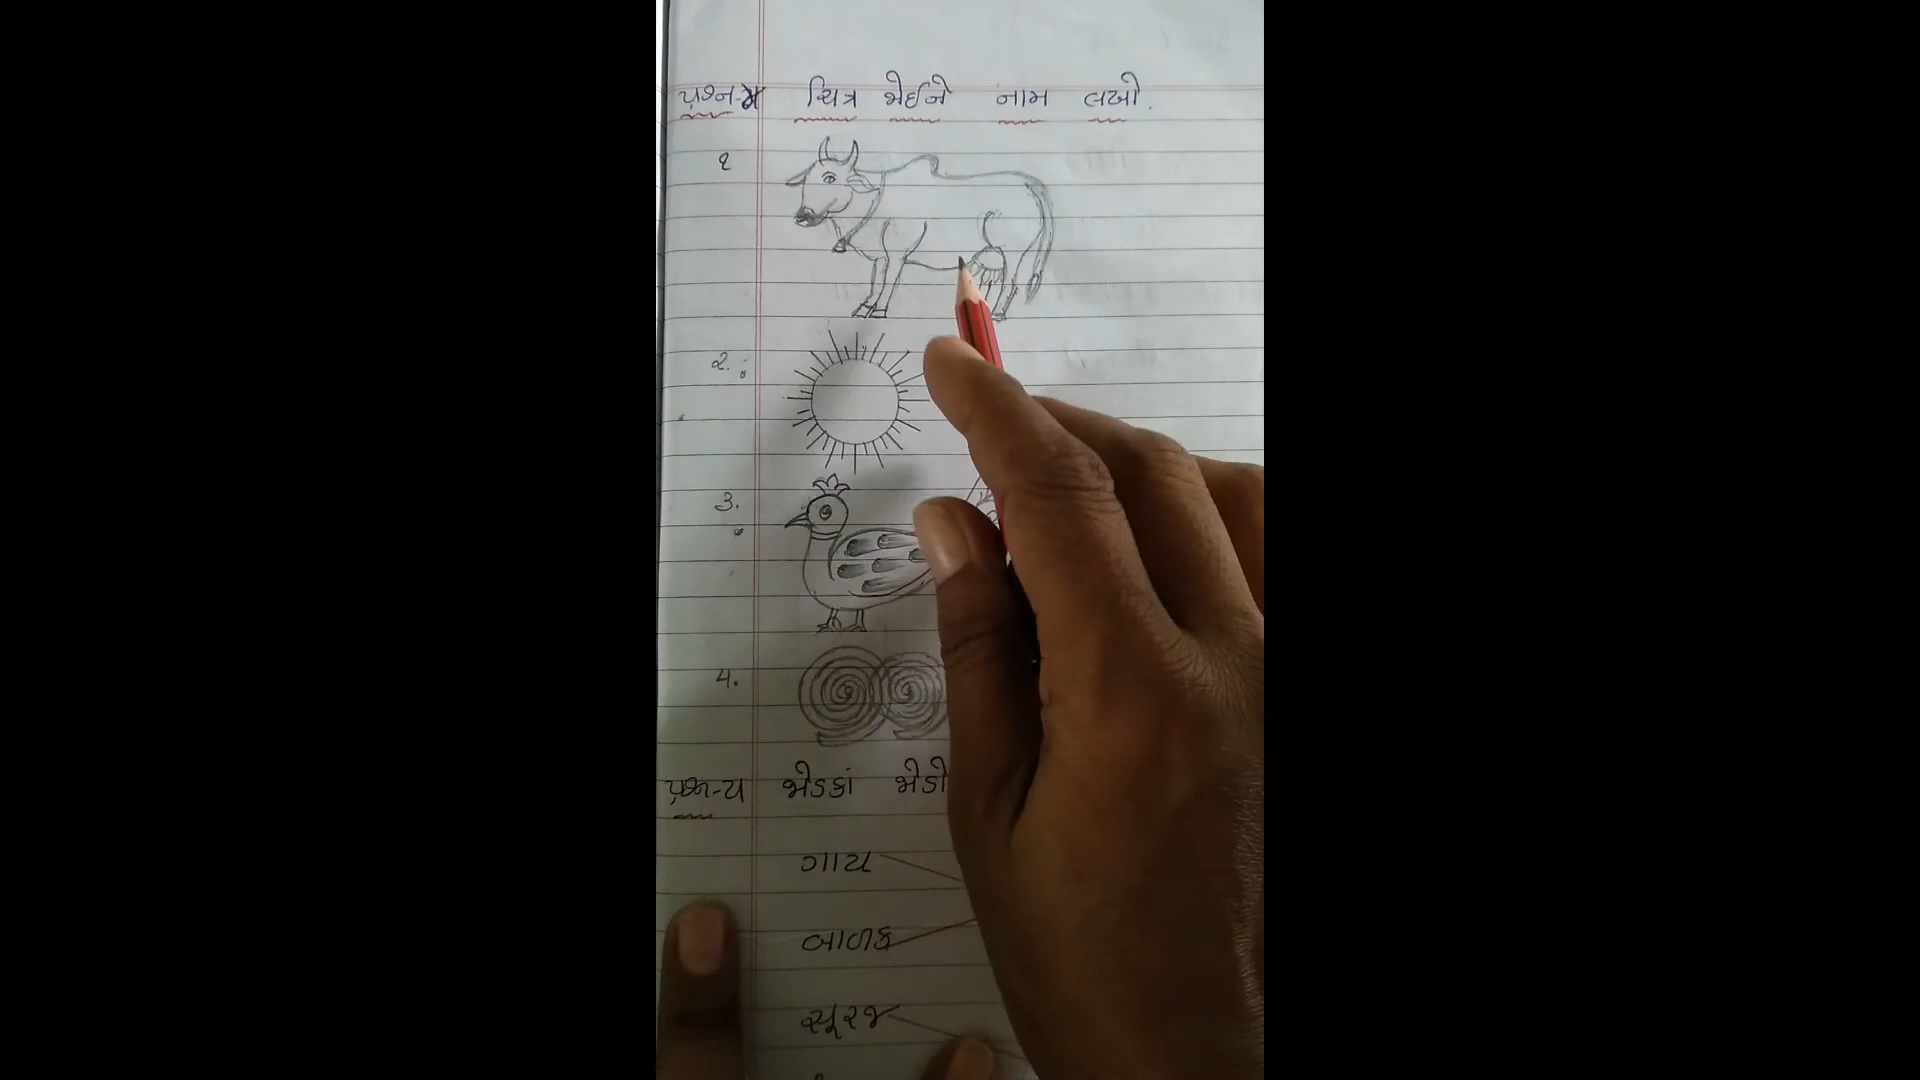 પ્રશ્ન-૪ ચિત્ર જોઈને નામ લખો.
૧
૨.
૩.
૪.
પ્રશ્ન-૫ જોડકાં જોડો
ગાય
બાળક
સૂરજ